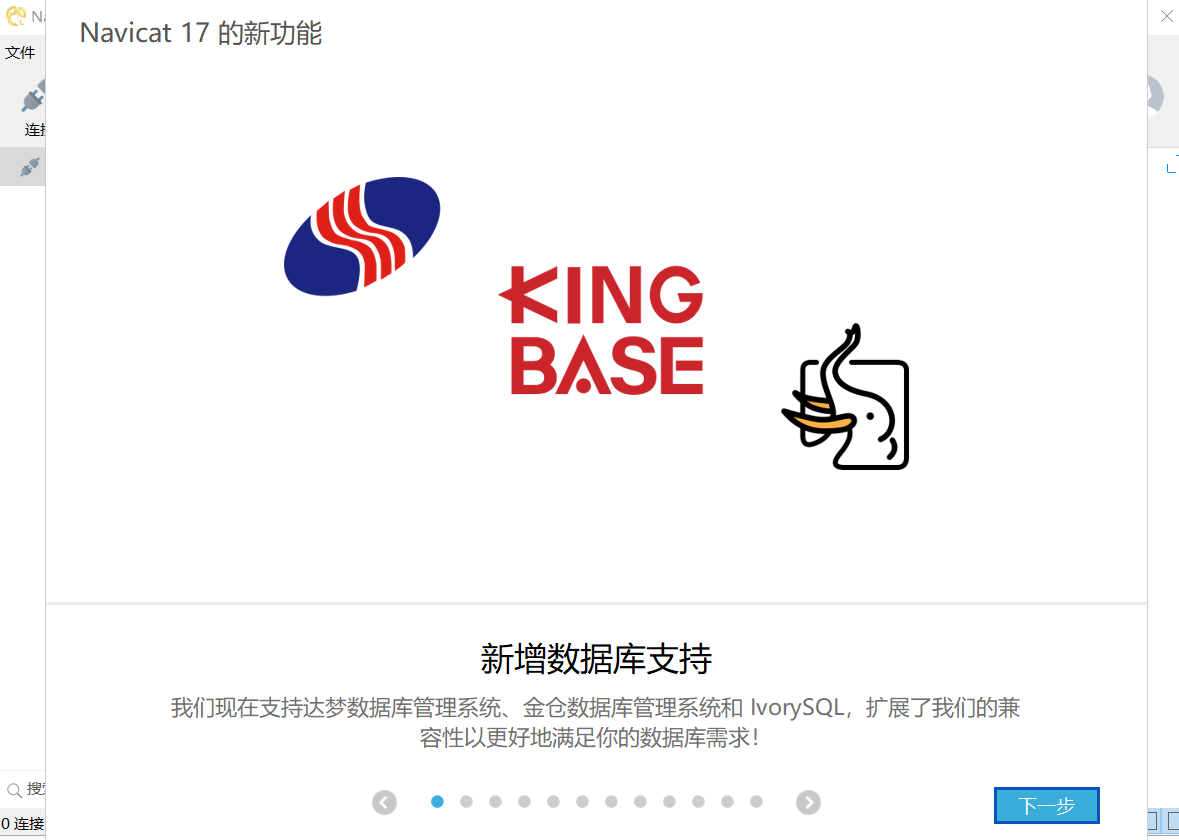 Navicat 17 的新功能
文件
连接
KING
BASE
新增数据库支持
我们现在支持达梦数据库管理系统、金仓数据库管理系统和 IvorySQL，扩展了我们的兼
容性以更好地满足你的数据库需求！
搜
0 连接
下一步